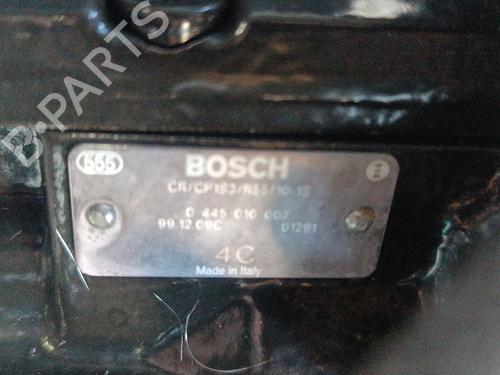 B-PARTS
555 BOSCH
CR/CP1S3/R55/10-1S
0 445 010 007
99.12.09C 01291
4C
Made in Italy